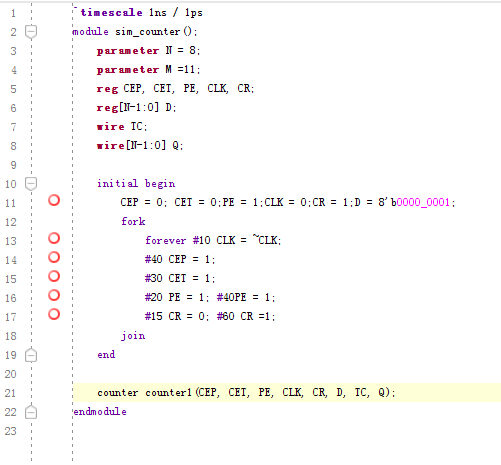 1 `timescale 1ns / 1ps
2 module sim_counter();
3 parameter N = 8;
4 parameter M =11;
5 reg CEP, CET, PE, CLK, CR;
6 reg[N-1:0] D;
7 wire TC;
8 wire[N-1:0] Q;
9
10 initial begin
11 CEP = 0; CET = 0;PE = 1;CLK = 0;CR = 1;D = 8'b0000_0001;
12 fork
13 forever #10 CLK = ~CLK;
14 #40 CEP = 1;
15 #30 CET = 1;
16 #20 PE = 1; #40PE = 1;
17 #15 CR = 0; #60 CR =1;
18 join
19 end
20
21 counter counter1(CEP, CET, PE, CLK, CR, D, TC, Q);
22 endmodule
23